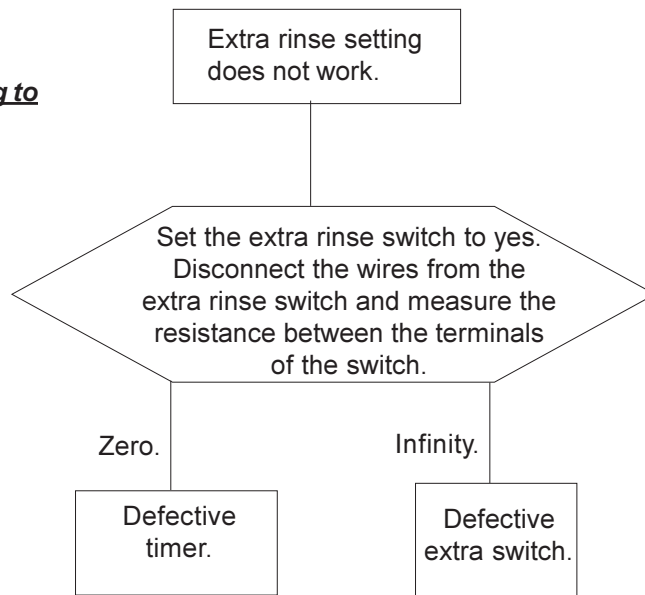 Extra rinse setting
does not work.
g to
Set the extra rinse switch to yes.
Disconnect the wires from the
extra rinse switch and measure the
resistance between the terminals
of the switch.
Zero.
Infinity.
Defective
timer.
Defective
extra switch.